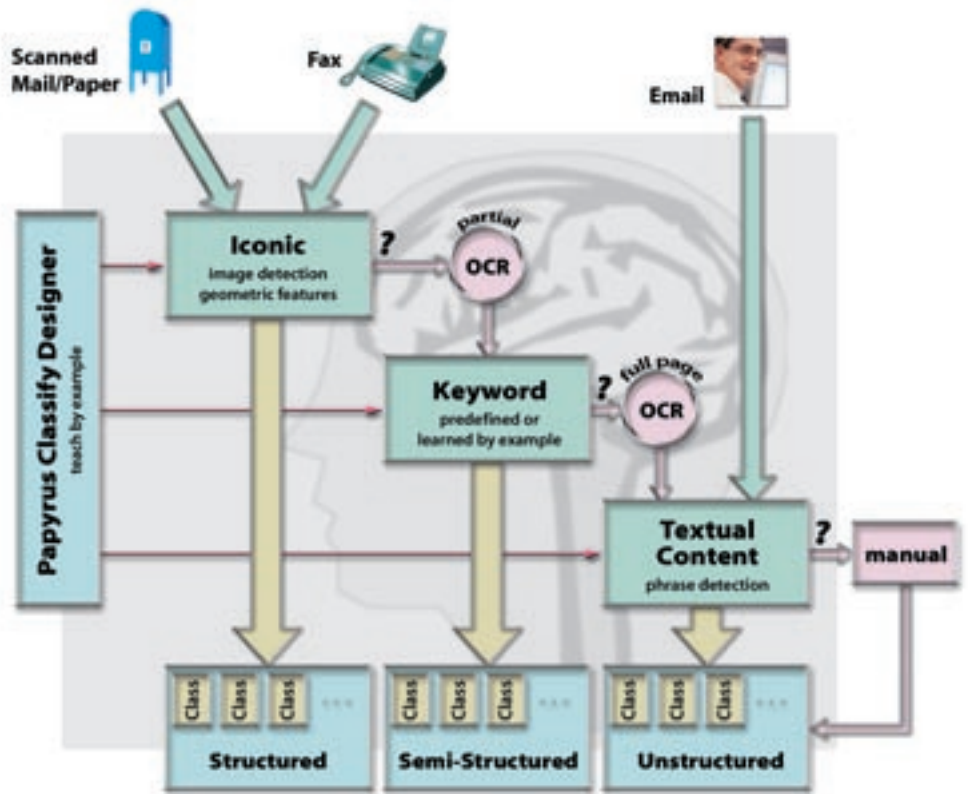 Scanned
Mail/Paper
Fax
Email
Papyrus Classify Designer
teach by example
Iconic
image detection
geometric features
?
partial
OCR
Keyword
predefined or
learned by example
?
full page
OCR
Textual
Content
phrase detection
?
manual
Class
Class
Class
...
Structured
Class
Class
Class
...
Semi-Structured
Class
Class
Class
...
Unstructured